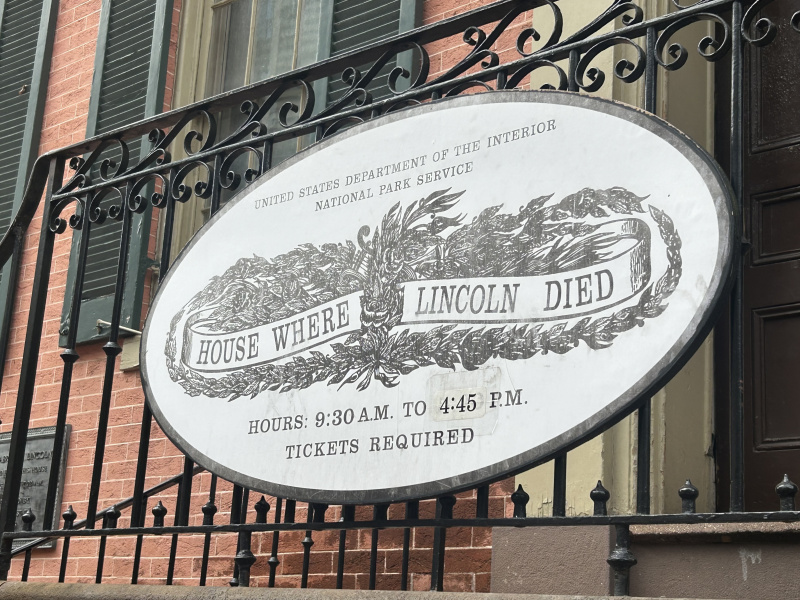 UNITED STATES DEPARTMENT OF THE INTERIOR
NATIONAL PARK SERVICE
HOUSE WHERE LINCOLN DIED
HOURS: 9:30 A.M. TO 4:45 P.M.
TICKETS REQUIRED